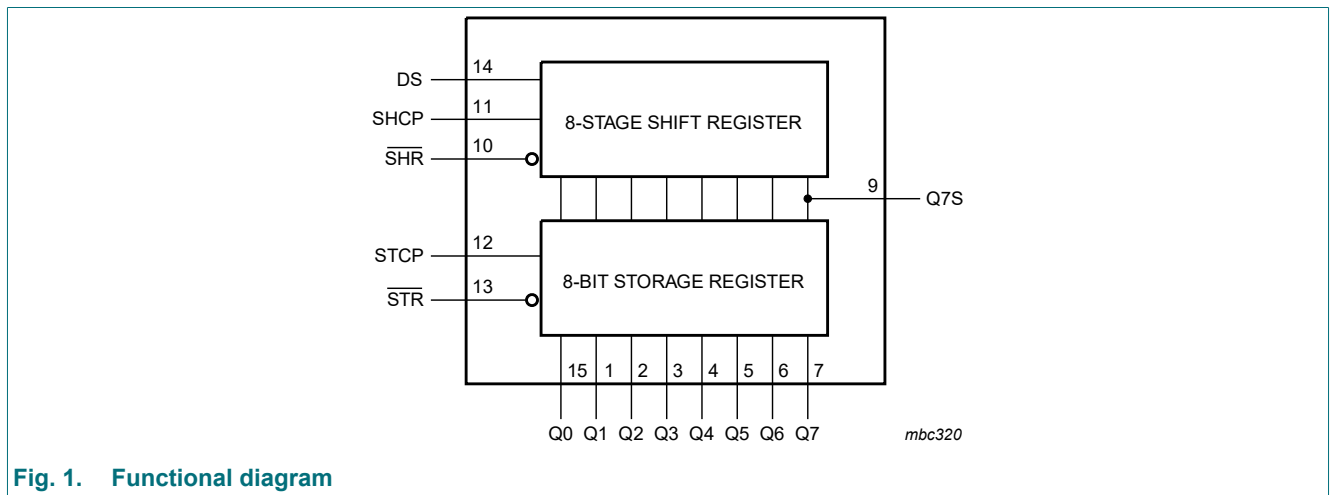 DS 14
SHCP 11
8-STAGE SHIFT REGISTER
S̅H̅R̅ 10
9 Q7S
STCP 12
8-BIT STORAGE REGISTER
S̅T̅R̅ 13
15 1 2 3 4 5 6 7
Q0 Q1 Q2 Q3 Q4 Q5 Q6 Q7
mbc320
Fig. 1. Functional diagram